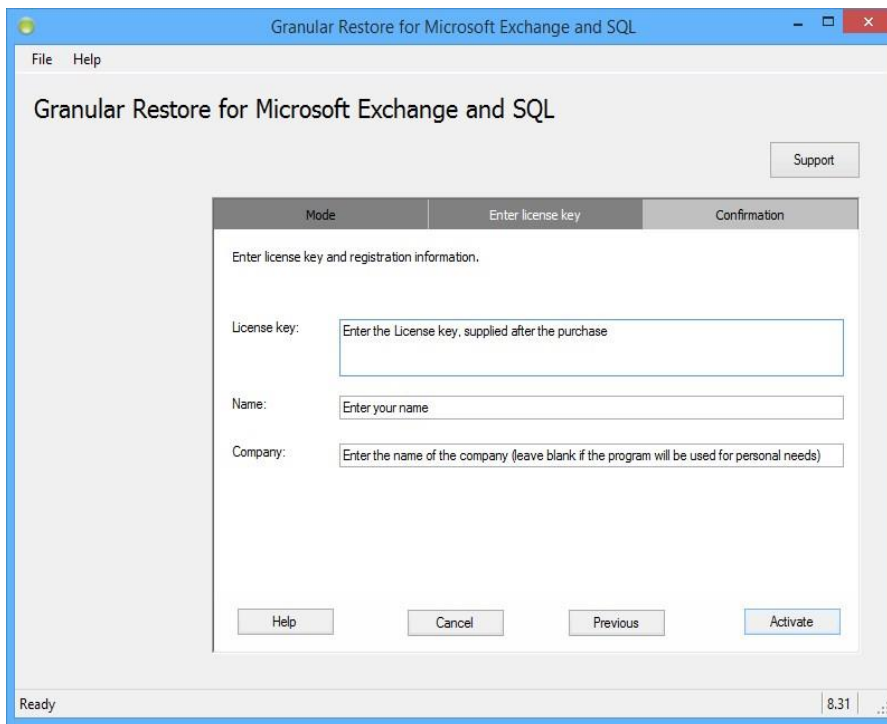 Granular Restore for Microsoft Exchange and SQL
File Help
Granular Restore for Microsoft Exchange and SQL
Support
Mode Enter license key Confirmation
Enter license key and registration information.
License key: Enter the License key, supplied after the purchase
Name: Enter your name
Company: Enter the name of the company (leave blank if the program will be used for personal needs)
Help Cancel Previous Activate
Ready 8.31